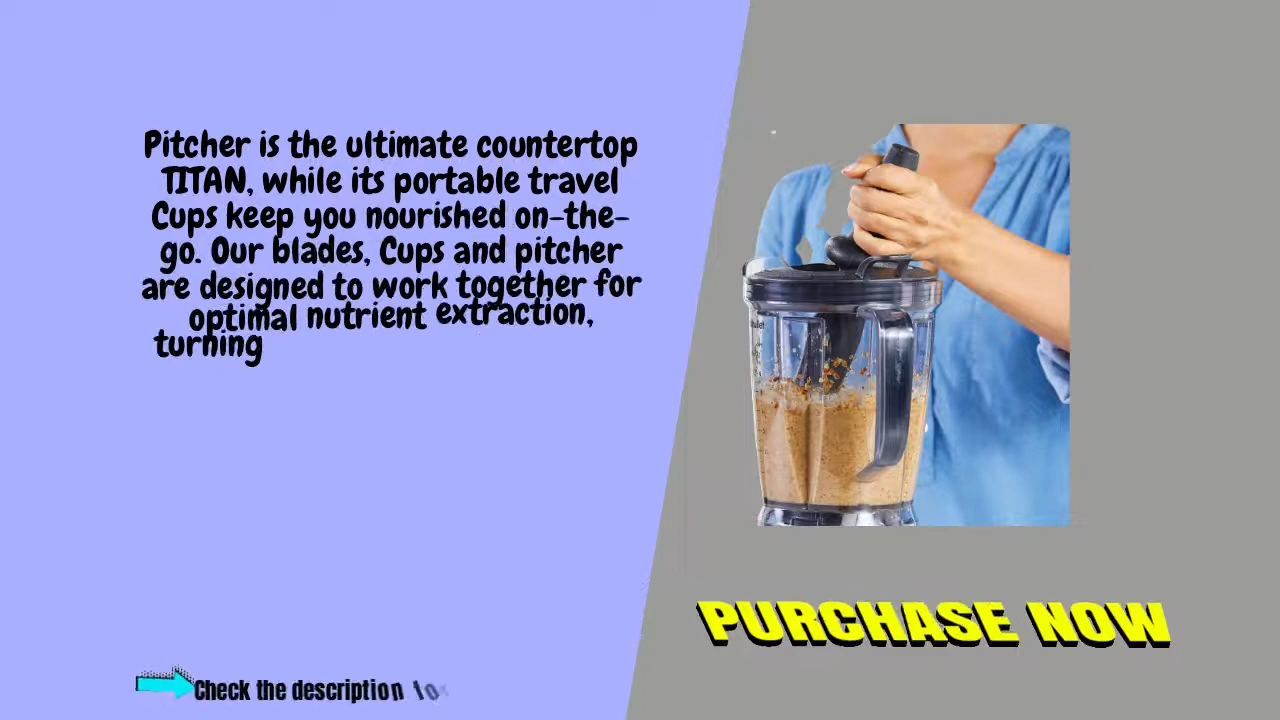 Pitcher is the ultimate countertop
TITAN, while its portable travel
Cups keep you nourished on-the-
go. Our blades, Cups and pitcher
are designed to work together for
optimal nutrient extraction,
turning
PURCHASE NOW
Check the description